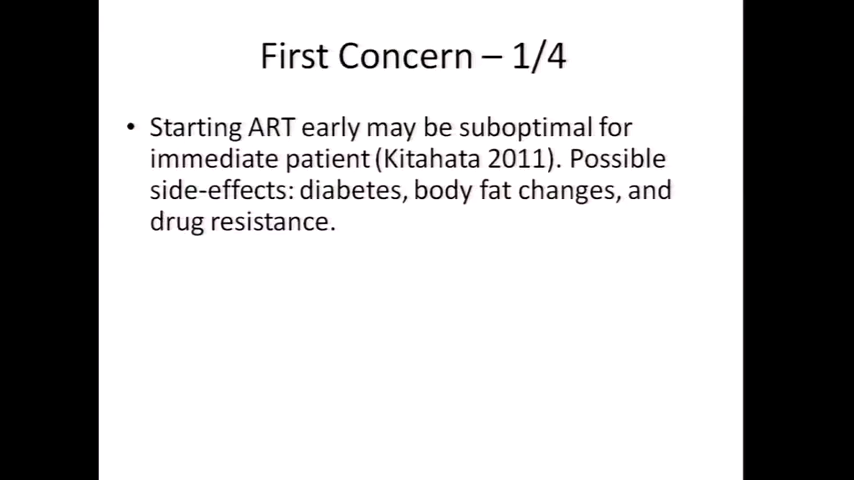 First Concern – 1/4
• Starting ART early may be suboptimal for
immediate patient (Kitahata 2011). Possible
side-effects: diabetes, body fat changes, and
drug resistance.